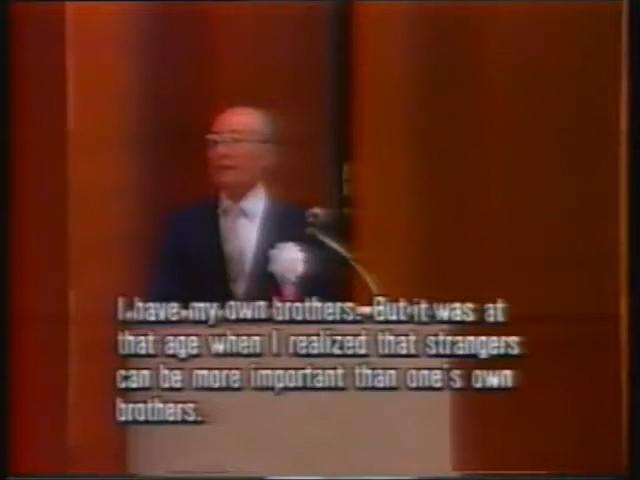 I have my own brothers. But it was at
that age when I realized that strangers
can be more important than one's own
brothers.